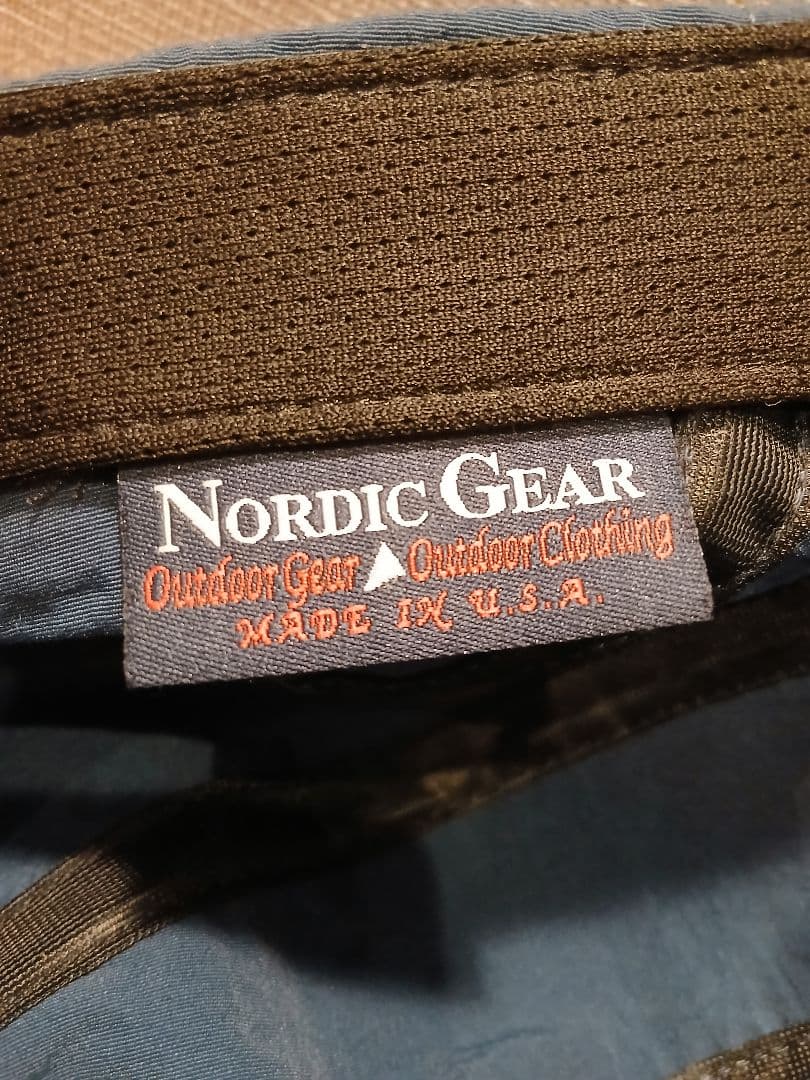 NORDIC GEAR
Outdoor Gear Outdoor Clothing
MADE IN U.S.A.